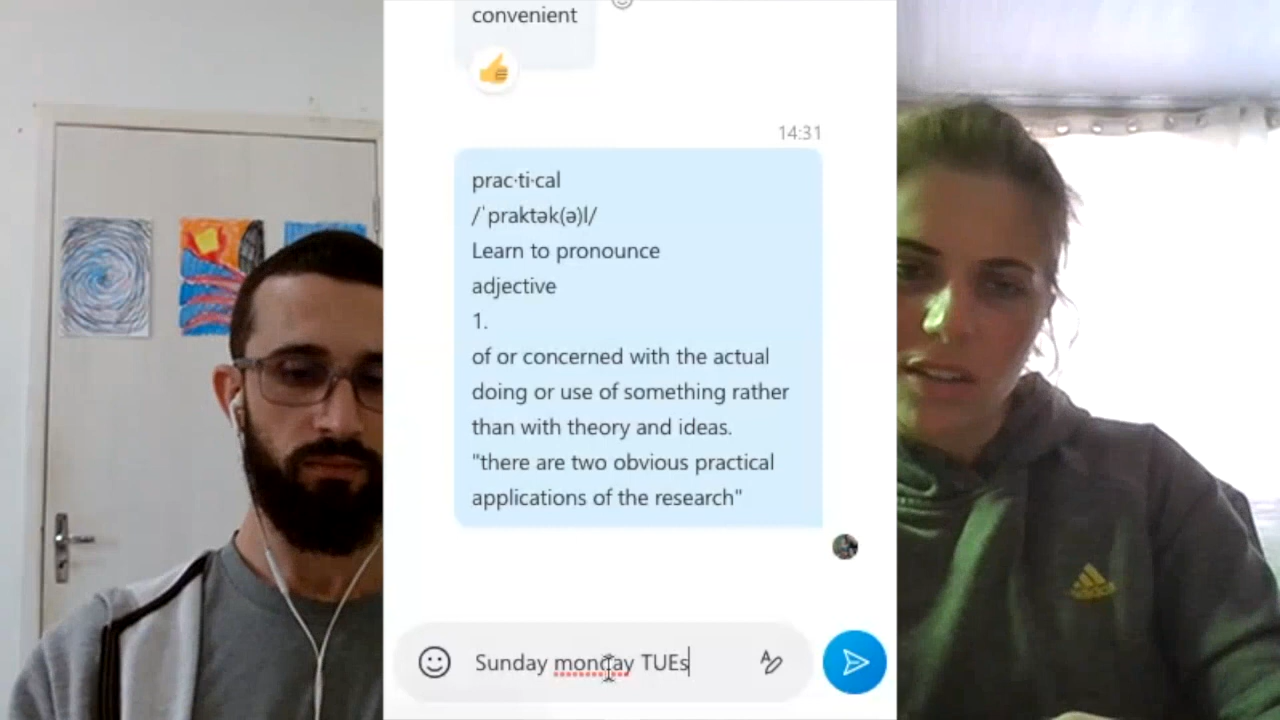 convenient
14:31
prac·ti·cal
/ˈpraktək(ə)l/
Learn to pronounce
adjective
1.
of or concerned with the actual
doing or use of something rather
than with theory and ideas.
"there are two obvious practical
applications of the research"
Sunday monday TUEs
adidas